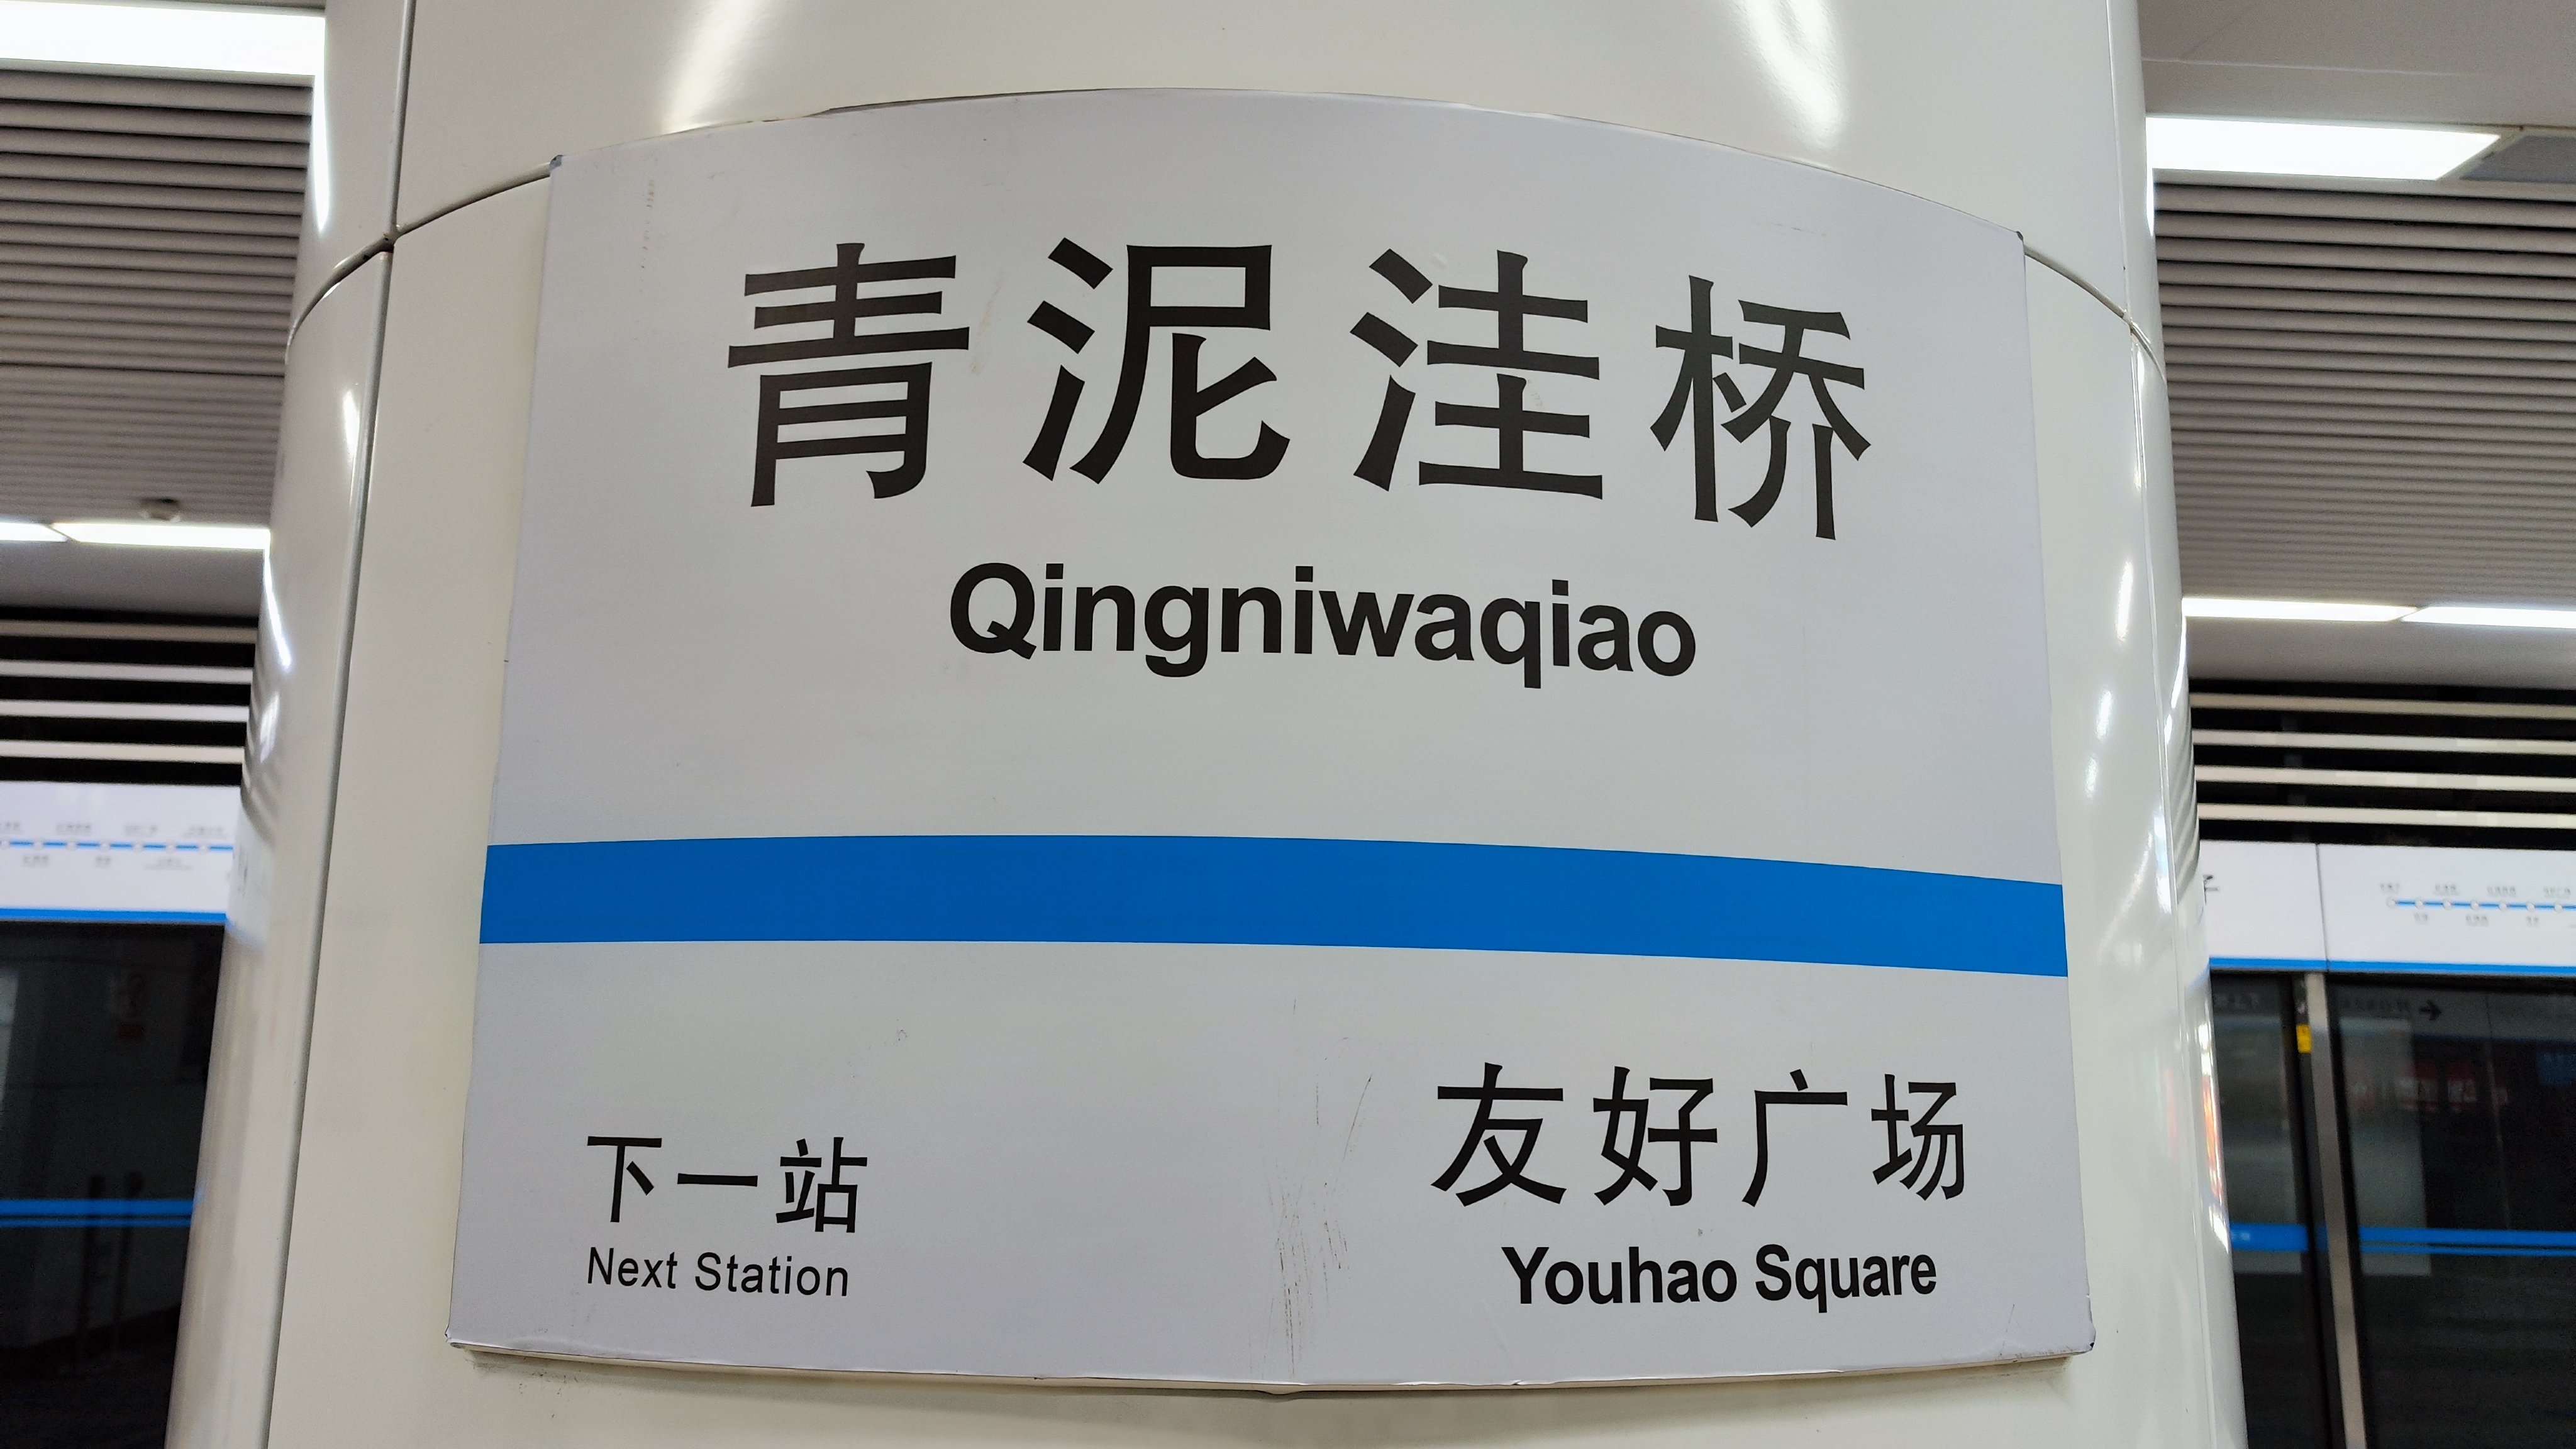 青泥洼桥
Qingniwaqiao
下一站
Next Station
友好广场
Youhao Square